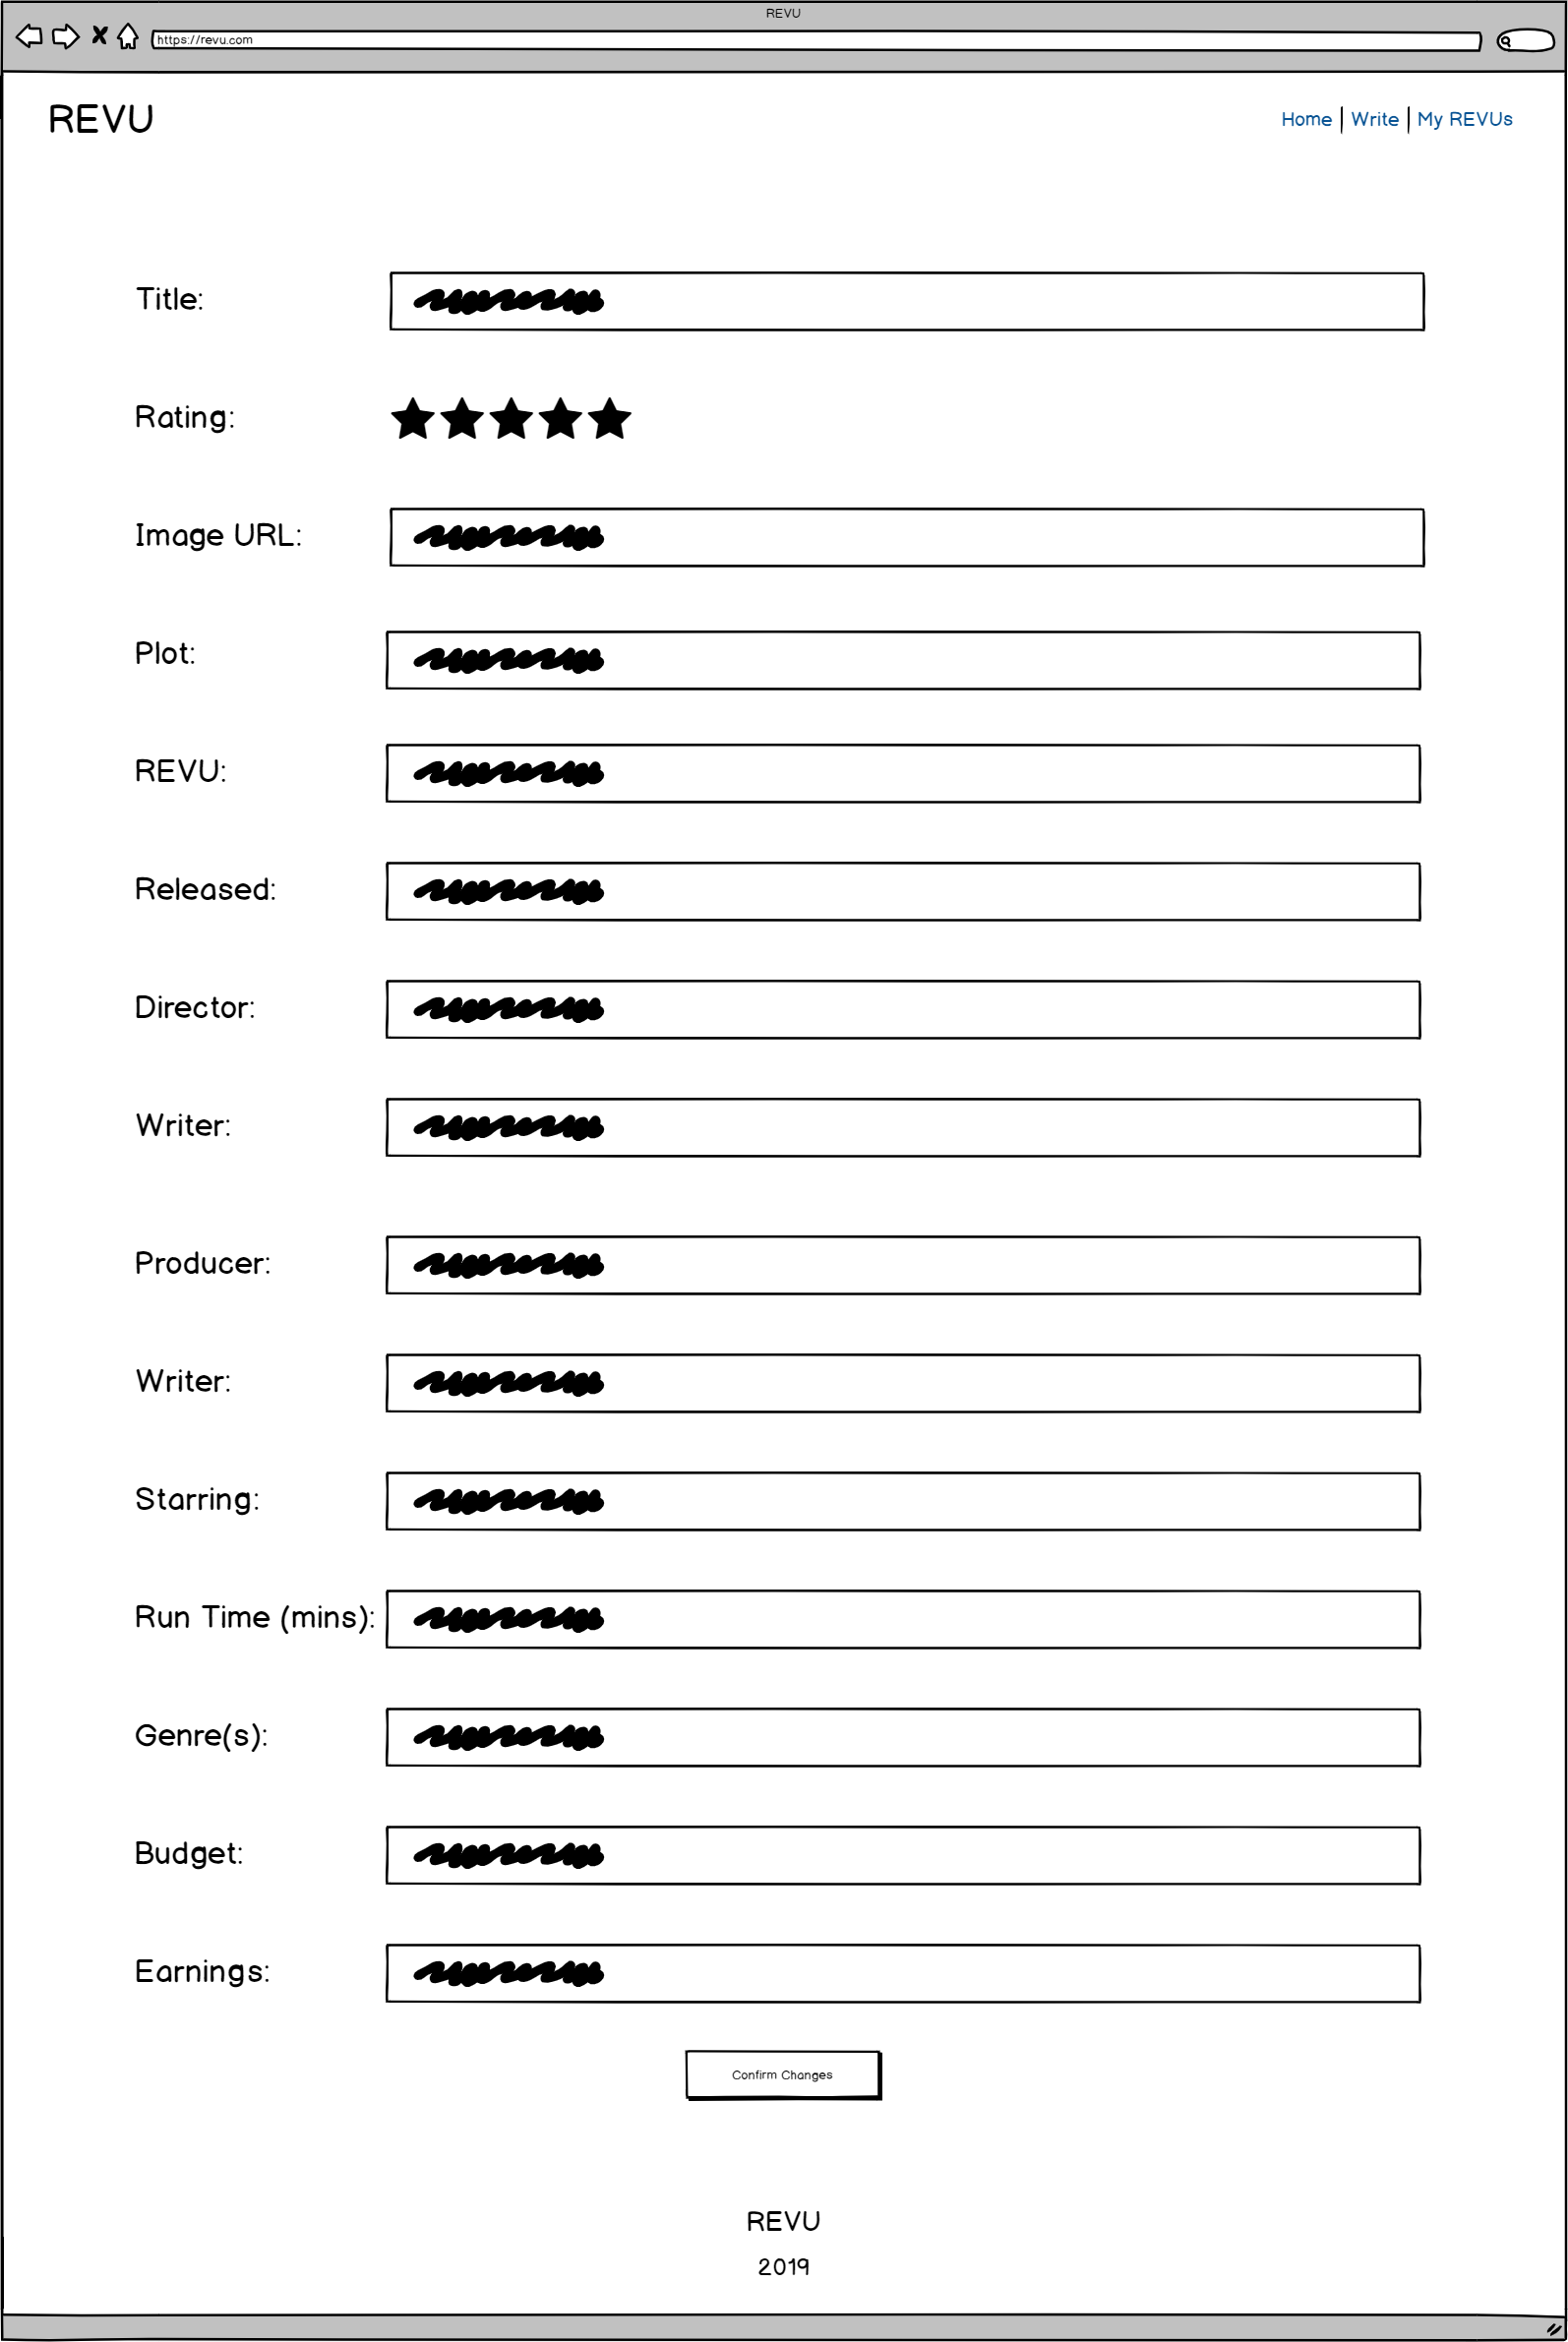 REVU
https://revu.com
REVU
Home | Write | My REVUs
Title:
Rating:
Image URL:
Plot:
REVU:
Released:
Director:
Writer:
Producer:
Writer:
Starring:
Run Time (mins):
Genre(s):
Budget:
Earnings:
Confirm Changes
REVU
2019